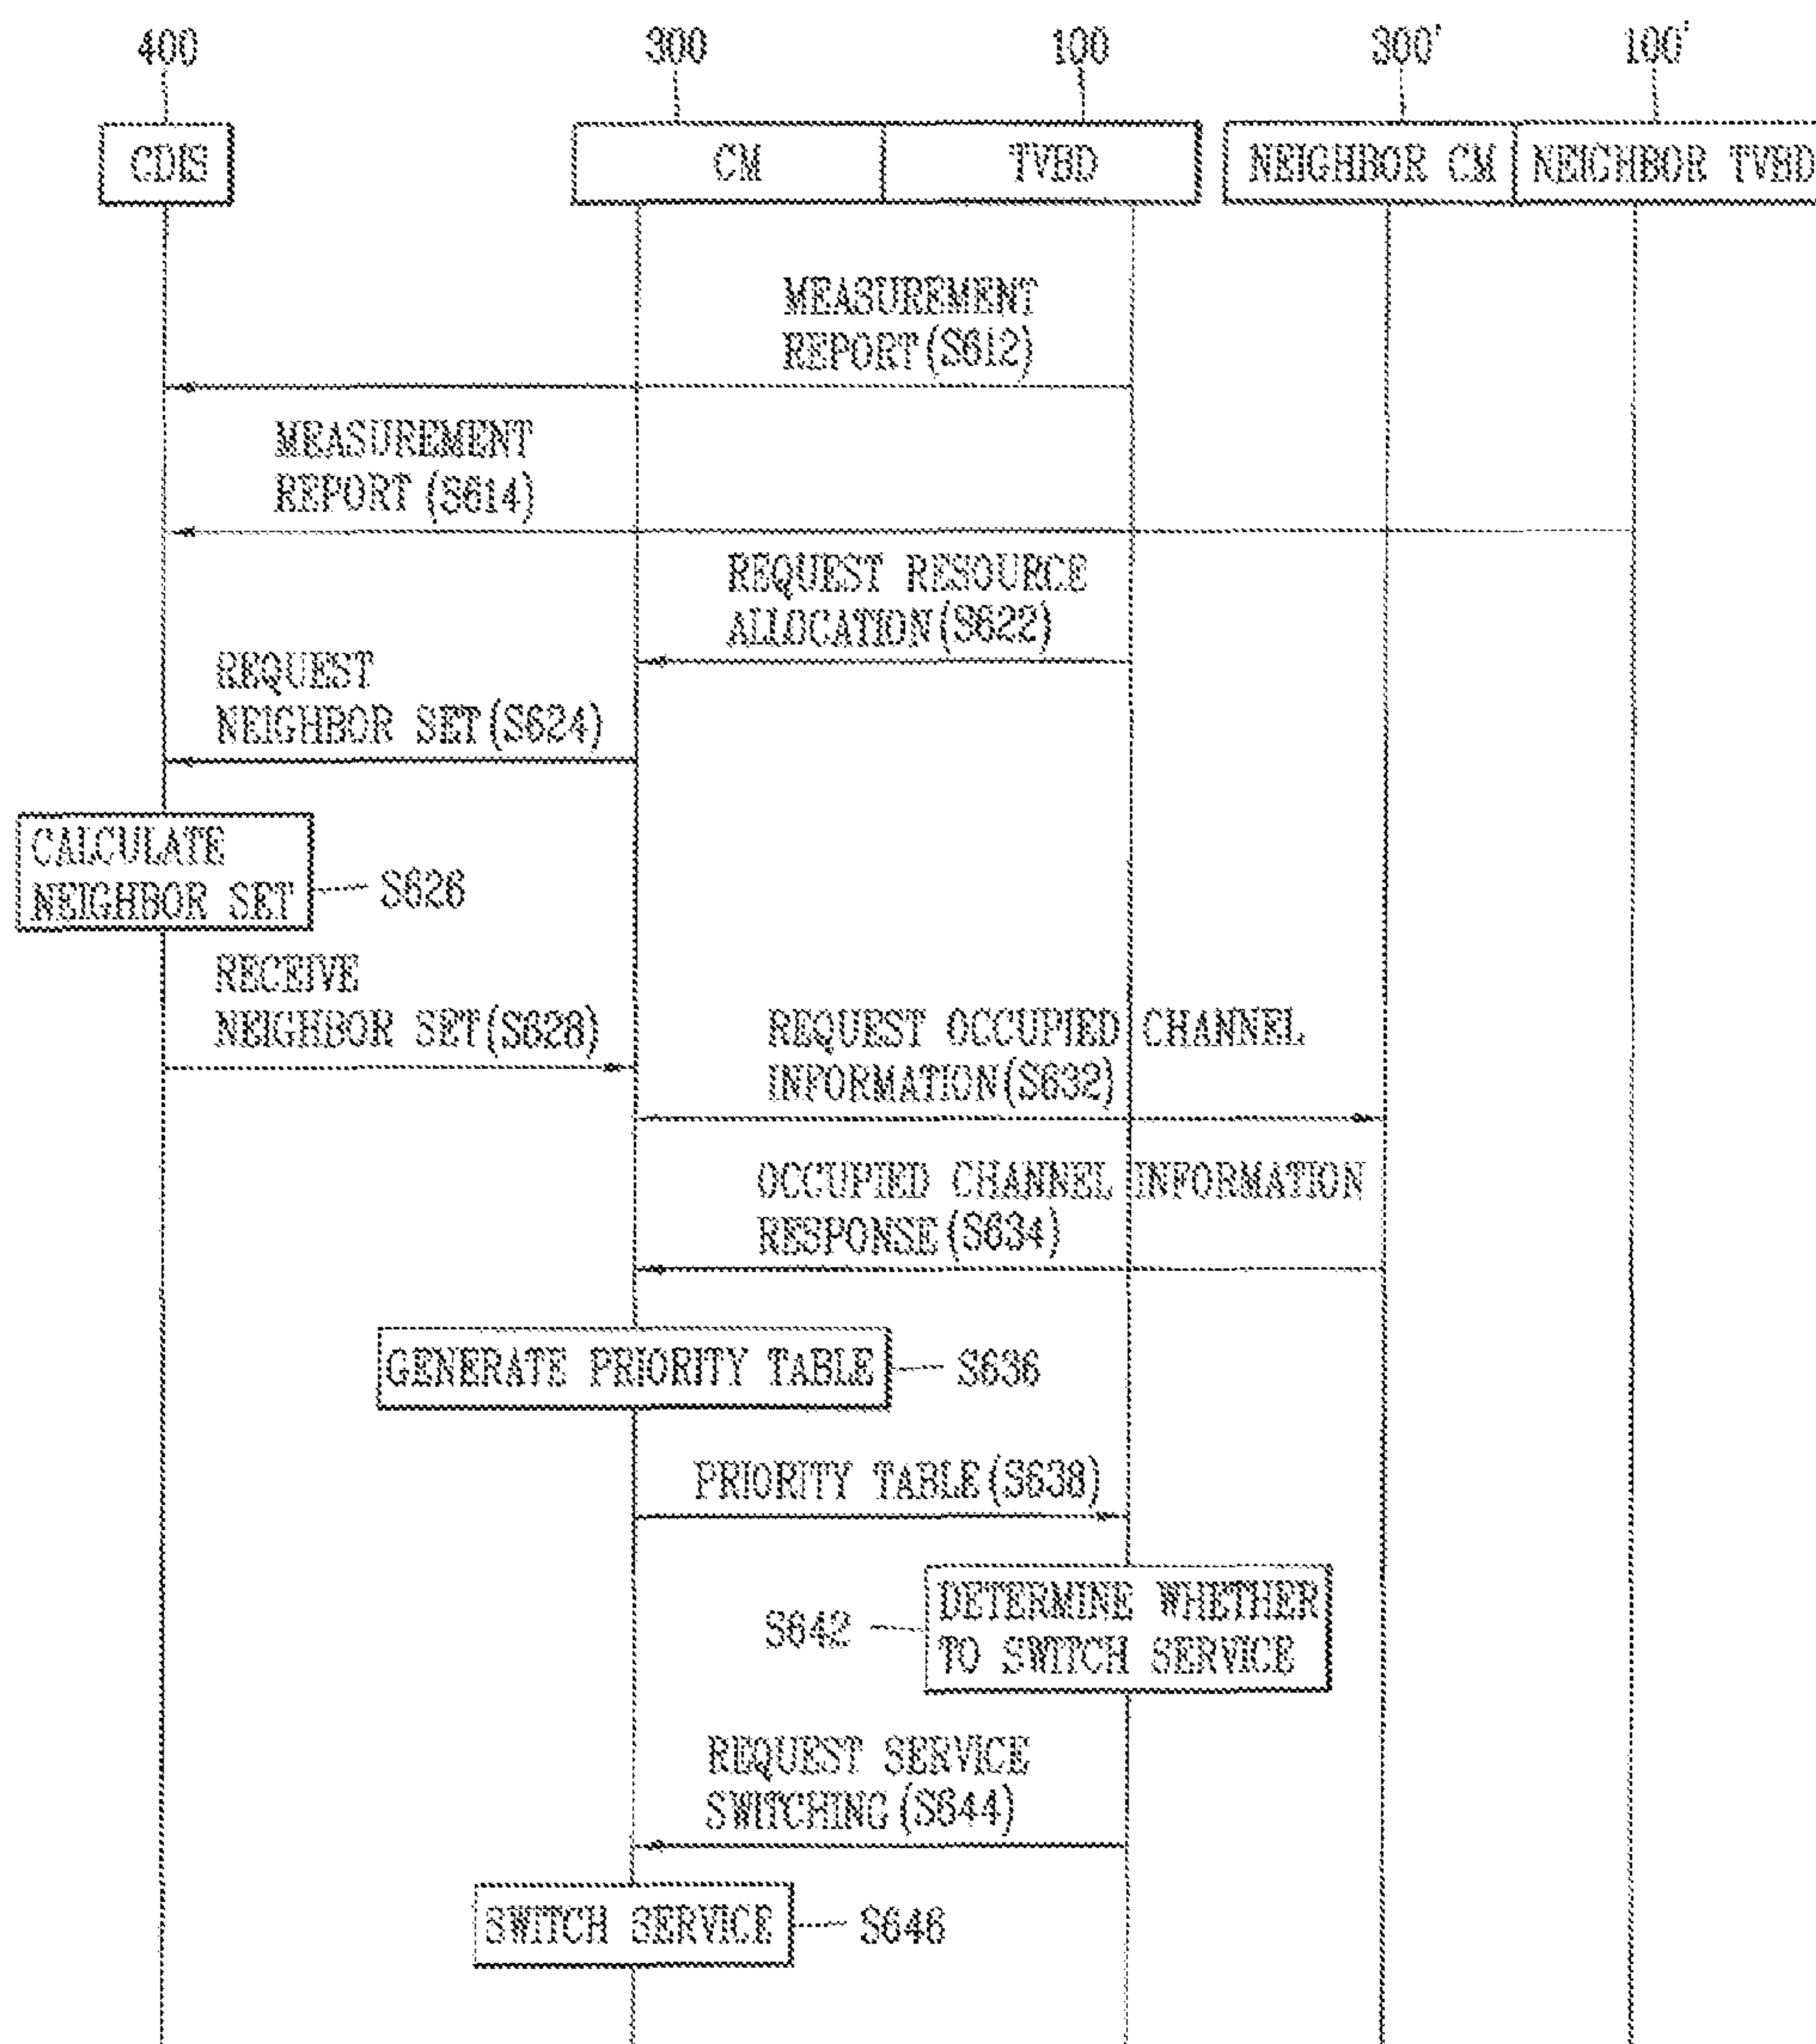 400 300 100 300' 100'
CDIS CM TVBD NEIGHBOR CM NEIGHBOR TVBD
MEASUREMENT
REPORT(S612)
MEASUREMENT
REPORT (S614)
REQUEST RESOURCE
ALLOCATION(S622)
REQUEST
NEIGHBOR SET(S624)
CALCULATE
NEIGHBOR SET
S626
RECEIVE
NEIGHBOR SET(S628)
REQUEST OCCUPIED CHANNEL
INFORMATION(S632)
OCCUPIED CHANNEL INFORMATION
RESPONSE(S634)
GENERATE PRIORITY TABLE S636
PRIORITY TABLE(S638)
DETERMINE WHETHER
TO SWITCH SERVICE
S642
REQUEST SERVICE
SWITCHING(S644)
SWITCH SERVICE S646